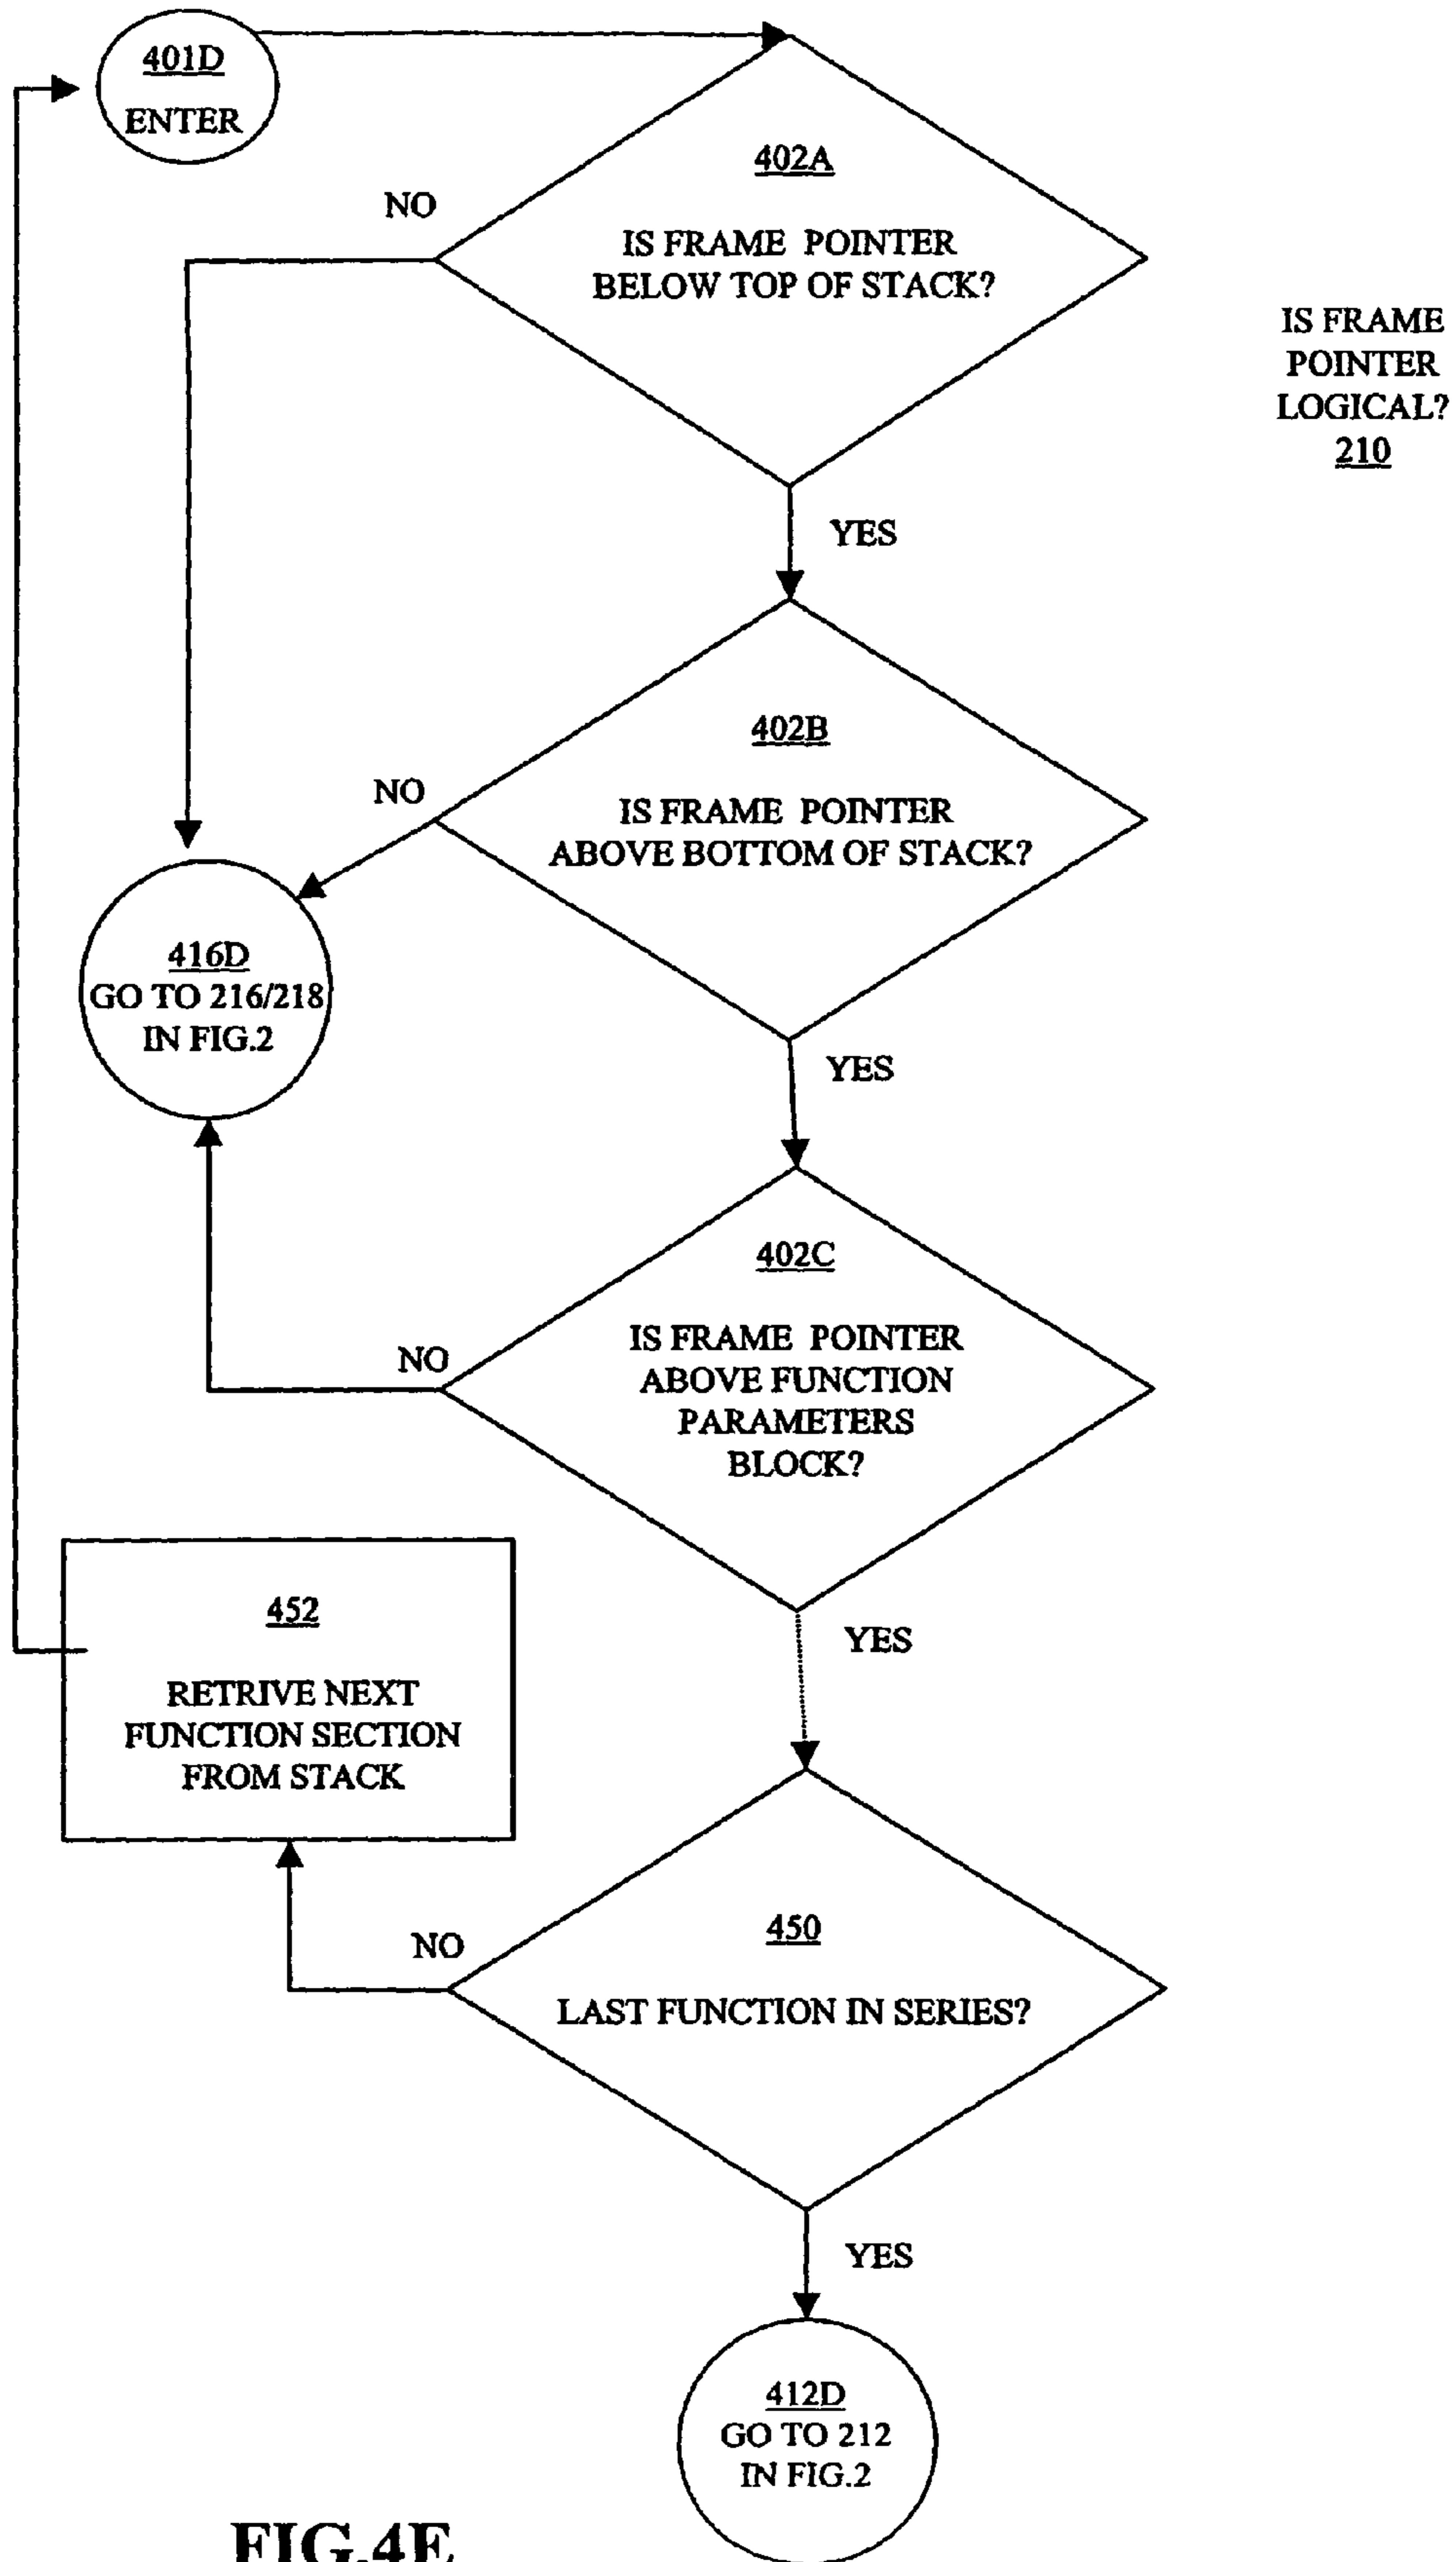 401D
ENTER
402A
NO
IS FRAME POINTER
BELOW TOP OF STACK?
IS FRAME
POINTER
LOGICAL?
210
YES
402B
NO
IS FRAME POINTER
ABOVE BOTTOM OF STACK?
416D
GO TO 216/218
IN FIG.2
YES
402C
NO
IS FRAME POINTER
ABOVE FUNCTION
PARAMETERS
BLOCK?
YES
452
RETRIVE NEXT
FUNCTION SECTION
FROM STACK
450
NO
LAST FUNCTION IN SERIES?
YES
412D
GO TO 212
IN FIG.2
FIG.4E